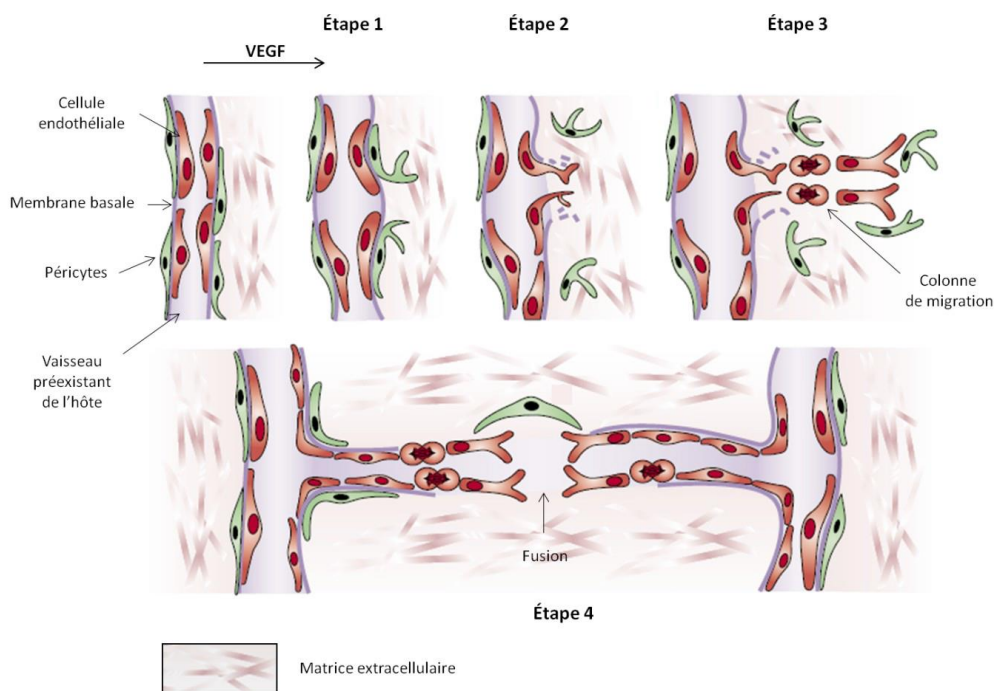 Étape 1
Étape 2
Étape 3
VEGF
Cellule
endothéliale
Membrane basale
Péricytes
Vaisseau
préexistant
de l'hôte
Colonne
de migration
Fusion
Étape 4
Matrice extracellulaire